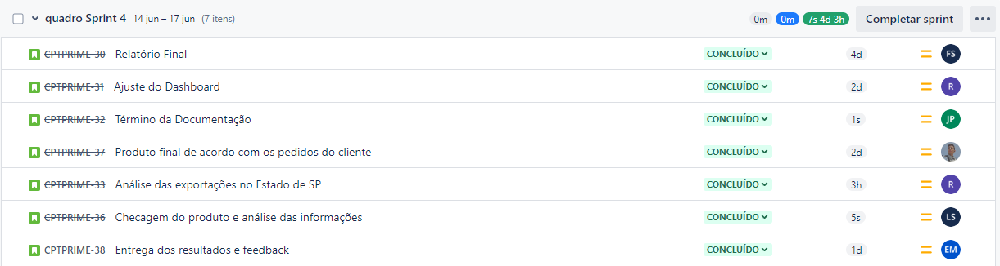 quadro Sprint 4 14 jun – 17 jun (7 itens) 0m 0m 7s 4d 3h Completar sprint
CPTPRIME-30 Relatório Final CONCLUÍDO 4d FS
CPTPRIME-31 Ajuste do Dashboard CONCLUÍDO 2d R
CPTPRIME-32 Término da Documentação CONCLUÍDO 1s JP
CPTPRIME-37 Produto final de acordo com os pedidos do cliente CONCLUÍDO 2d
CPTPRIME-33 Análise das exportações no Estado de SP CONCLUÍDO 3h R
CPTPRIME-36 Checagem do produto e análise das informações CONCLUÍDO 5s LS
CPTPRIME-38 Entrega dos resultados e feedback CONCLUÍDO 1d EM